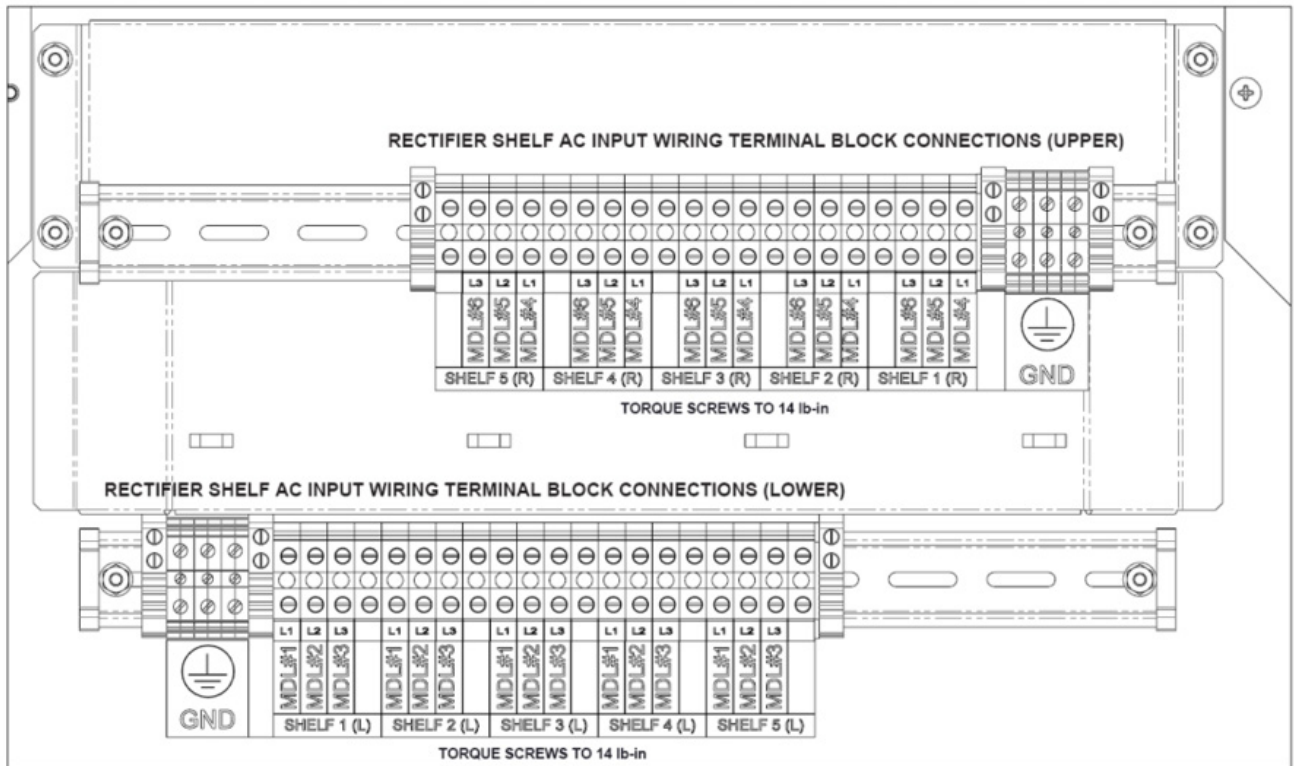 RECTIFIER SHELF AC INPUT WIRING TERMINAL BLOCK CONNECTIONS (UPPER)
L3 L2 L1 L3 L2 L1 L3 L2 L1 L3 L2 L1 L3 L2 L1
MDL#6 MDL#5 MDL#4 MDL#6 MDL#5 MDL#4 MDL#6 MDL#5 MDL#4 MDL#6 MDL#5 MDL#4 MDL#6 MDL#5 MDL#4
SHELF 5 (R) SHELF 4 (R) SHELF 3 (R) SHELF 2 (R) SHELF 1 (R) GND
TORQUE SCREWS TO 14 lb-in
RECTIFIER SHELF AC INPUT WIRING TERMINAL BLOCK CONNECTIONS (LOWER)
L1 L2 L3 L1 L2 L3 L1 L2 L3 L1 L2 L3 L1 L2 L3
MDL#1 MDL#2 MDL#3 MDL#1 MDL#2 MDL#3 MDL#1 MDL#2 MDL#3 MDL#1 MDL#2 MDL#3 MDL#1 MDL#2 MDL#3
GND SHELF 1 (L) SHELF 2 (L) SHELF 3 (L) SHELF 4 (L) SHELF 5 (L)
TORQUE SCREWS TO 14 lb-in